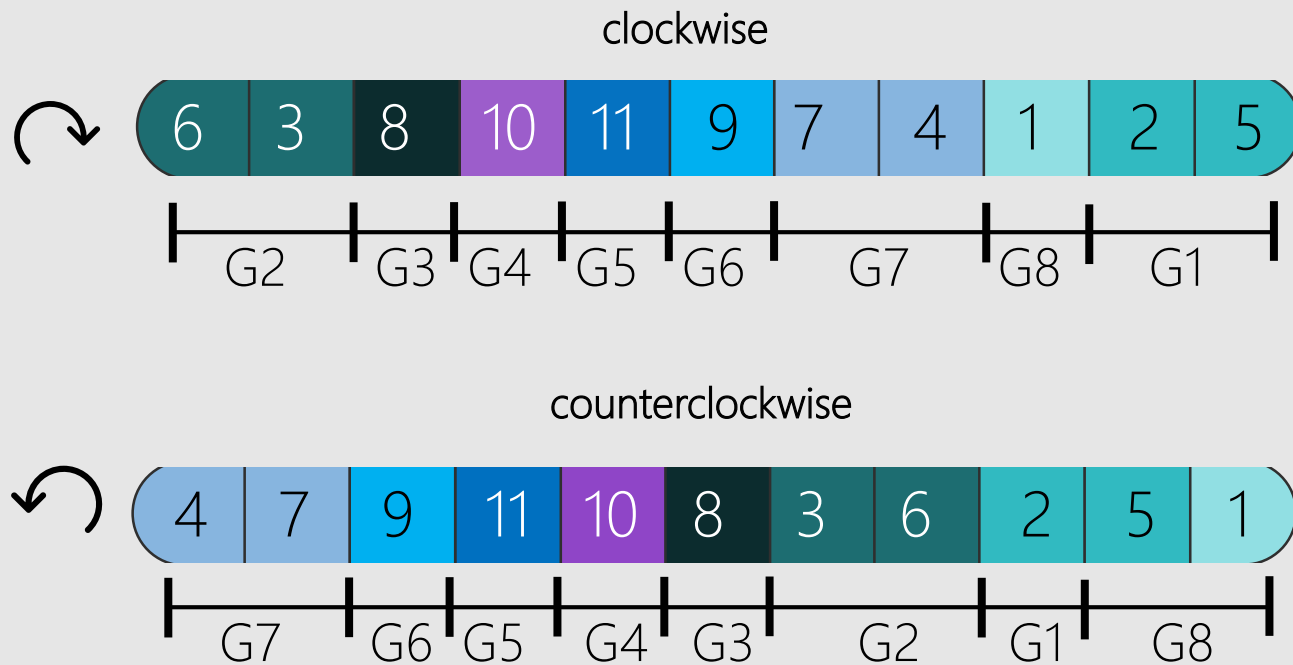 clockwise
6 3 8 10 11 9 7 4 1 2 5
G2 G3 G4 G5 G6 G7 G8 G1
counterclockwise
4 7 9 11 10 8 3 6 2 5 1
G7 G6 G5 G4 G3 G2 G1 G8